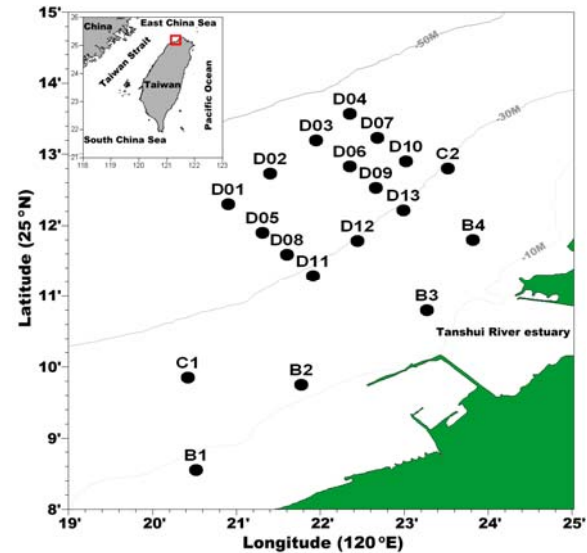 East China Sea
China
Taiwan Strait
Taiwan
Pacific Ocean
South China Sea
26
25
24
23
22
21
118
119
120
121
122
123
-50M
-30M
-10M
D04
D03
D07
D06
D10
C2
D02
D09
D01
D13
D05
D12
B4
D08
D11
B3
Tanshui River estuary
C1
B2
B1
15'
14'
13'
12'
11'
10'
9'
8'
Latitude (25°N)
19'
20'
21'
22'
23'
24'
25'
Longitude (120°E)